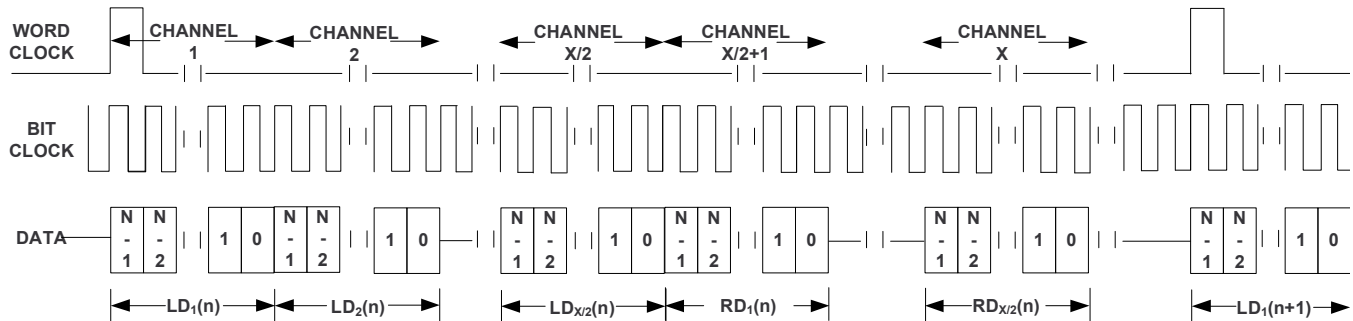 WORD
CLOCK
CHANNEL
1
CHANNEL
2
CHANNEL
X/2
CHANNEL
X/2+1
CHANNEL
X
BIT
CLOCK
DATA
N
-
1
N
-
2
1 0
N
-
1
N
-
2
1 0
N
-
1
N
-
2
1 0
N
-
1
N
-
2
1 0
N
-
1
N
-
2
1 0
N
-
1
N
-
2
1 0
LD₁(n)
LD₂(n)
LDX/2(n)
RD₁(n)
RDX/2(n)
LD₁(n+1)